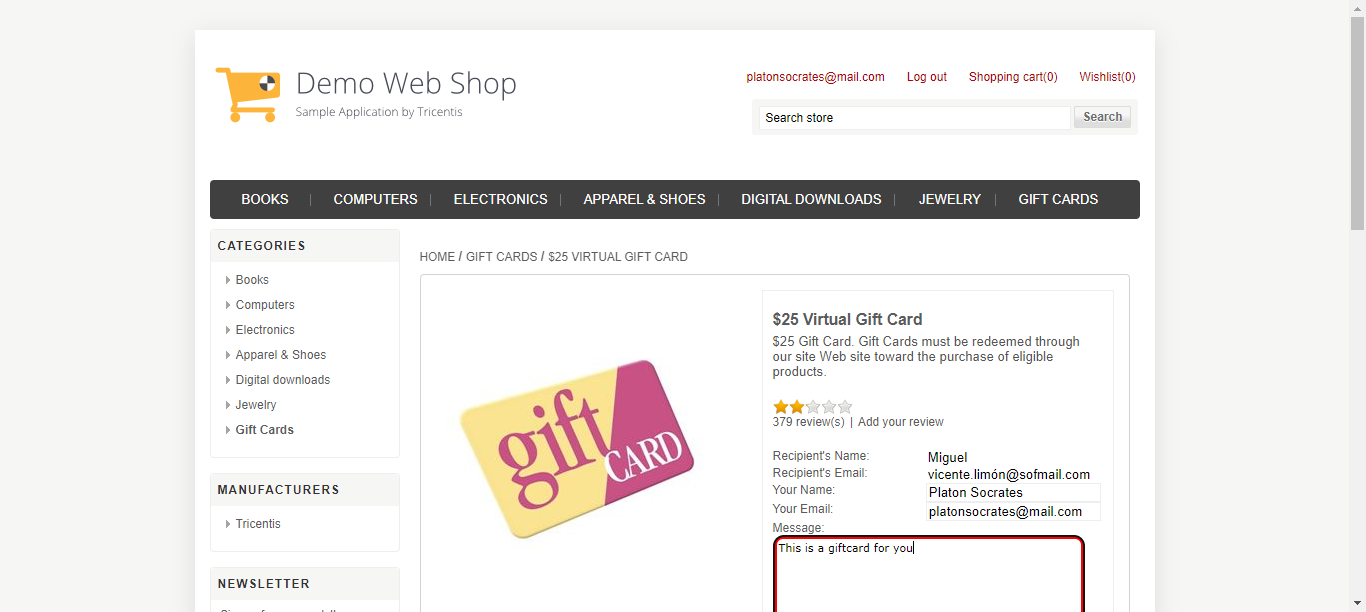 Demo Web Shop
Sample Application by Tricentis
platonsocrates@mail.com Log out Shopping cart(0) Wishlist(0)
Search store Search
BOOKS | COMPUTERS | ELECTRONICS | APPAREL & SHOES | DIGITAL DOWNLOADS | JEWELRY | GIFT CARDS
CATEGORIES
Books
Computers
Electronics
Apparel & Shoes
Digital downloads
Jewelry
Gift Cards
MANUFACTURERS
Tricentis
NEWSLETTER
HOME / GIFT CARDS / $25 VIRTUAL GIFT CARD
gift
CARD
$25 Virtual Gift Card
$25 Gift Card. Gift Cards must be redeemed through
our site Web site toward the purchase of eligible
products.
379 review(s) | Add your review
Recipient's Name: Miguel
Recipient's Email: vicente.limón@sofmail.com
Your Name: Platon Socrates
Your Email: platonsocrates@mail.com
Message:
This is a giftcard for you